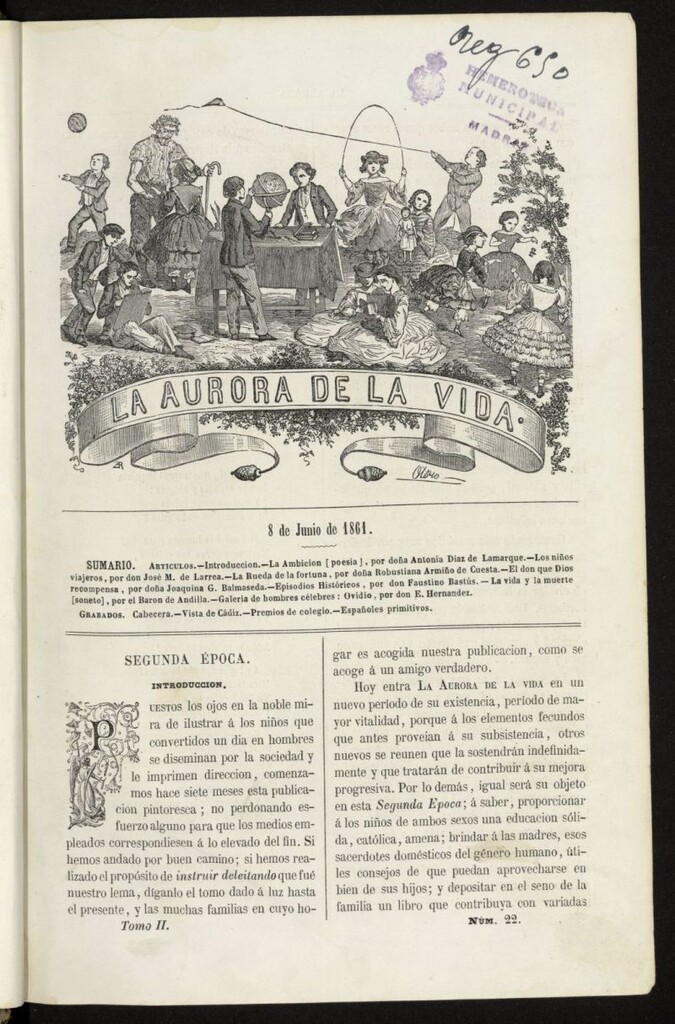 Reg 650
HEMEROTECA
MUNICIPAL
MADRID
LA AURORA DE LA VIDA.
8 de Junio de 1861.
SUMARIO. ARTICULOS.—Introduccion.—La Ambicion [poesia], por doña Antonia Diaz de Lamarque.—Los niños
viajeros, por don José M. de Larrea.—La Rueda de la fortuna, por doña Robustiana Armiño de Cuesta.—El don que Dios
recompensa, por doña Joaquina G. Balmaseda.—Episodios Históricos, por don Faustino Bastús.—La vida y la muerte
[soneto], por el Baron de Andilla.—Galeria de hombres célebres: Ovidio, por don E. Hernandez.
GRABADOS. Cabecera.—Vista de Cádiz.—Premios de colegio.—Españoles primitivos.
SEGUNDA ÉPOCA.
INTRODUCCION.
PUESTOS los ojos en la noble mi-
ra de ilustrar á los niños que
convertidos un dia en hombres
se diseminan por la sociedad y
le imprimen direccion, comenza-
mos hace siete meses esta publica-
cion pintoresca; no perdonando es-
fuerzo alguno para que los medios em-
pleados correspondiesen á lo elevado del fin. Si
hemos andado por buen camino; si hemos rea-
lizado el propósito de instruir deleitando que fué
nuestro lema, díganlo el tomo dado á luz hasta
el presente, y las muchas familias en cuyo ho-
Tomo II.
gar es acogida nuestra publicacion, como se
acoge á un amigo verdadero.
Hoy entra LA AURORA DE LA VIDA en un
nuevo período de su existencia, período de ma-
yor vitalidad, porque á los elementos fecundos
que antes proveian á su subsistencia, otros
nuevos se reunen que la sostendrán indefinida-
mente y que tratarán de contribuir á su mejora
progresiva. Por lo demás, igual será su objeto
en esta Segunda Epoca; á saber, proporcionar
á los niños de ambos sexos una educacion sóli-
da, católica, amena; brindar á las madres, esos
sacerdotes domésticos del género humano, úti-
les consejos de que puedan aprovecharse en
bien de sus hijos; y depositar en el seno de la
familia un libro que contribuya con variadas
NÚM. 22.